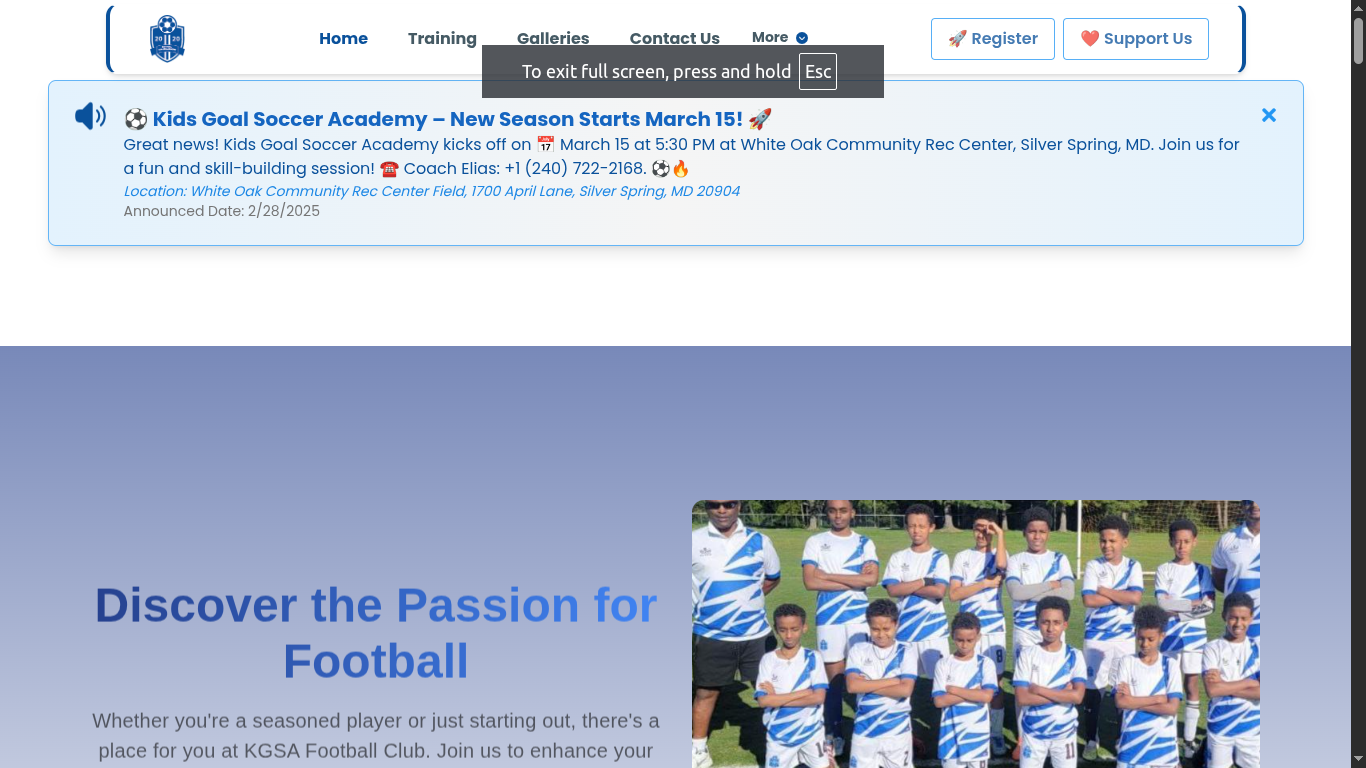 20 20
Home Training Galleries Contact Us More 🚀 Register ❤️ Support Us
To exit full screen, press and hold Esc
⚽ Kids Goal Soccer Academy – New Season Starts March 15! 🚀
Great news! Kids Goal Soccer Academy kicks off on 📅 March 15 at 5:30 PM at White Oak Community Rec Center, Silver Spring, MD. Join us for
a fun and skill-building session! ☎️ Coach Elias: +1 (240) 722-2168. ⚽🔥
Location: White Oak Community Rec Center Field, 1700 April Lane, Silver Spring, MD 20904
Announced Date: 2/28/2025
Discover the Passion for
Football
Whether you're a seasoned player or just starting out, there's a
place for you at KGSA Football Club. Join us to enhance your
8
2
11